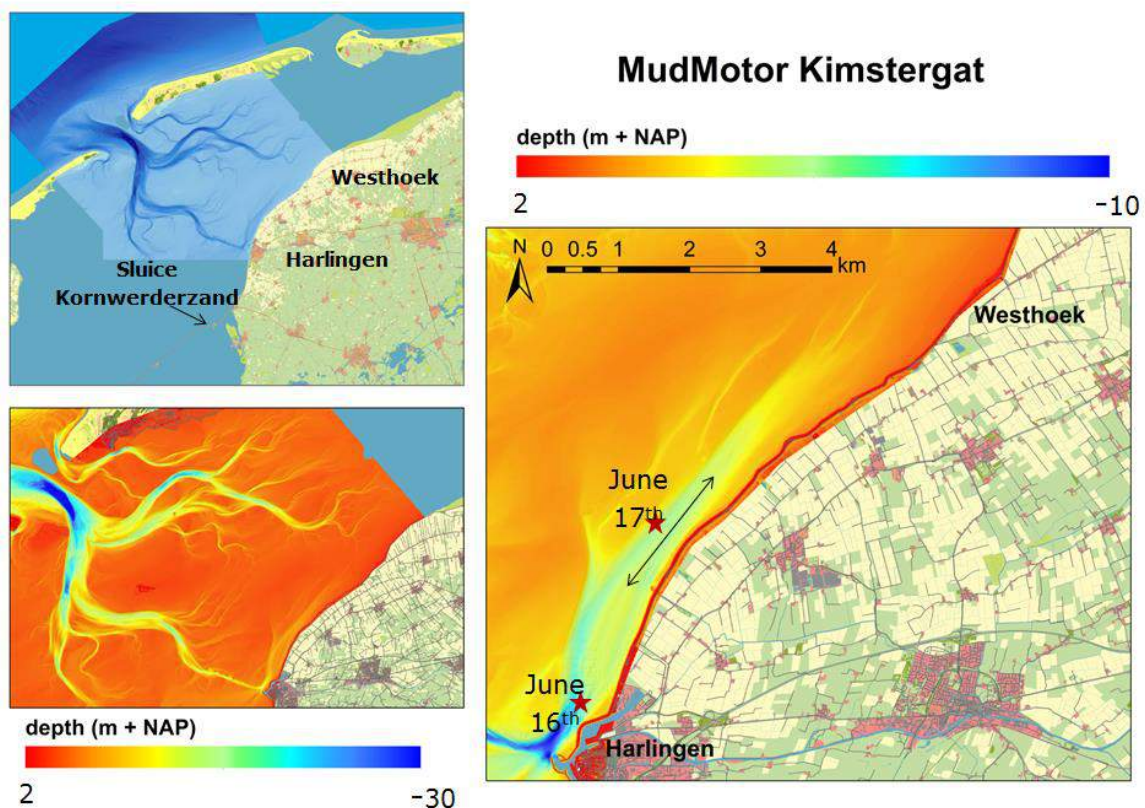 Westhoek
Harlingen
Sluice
Kornwerderzand
depth (m + NAP)
2
-30
MudMotor Kimstergat
depth (m + NAP)
2
-10
N
0 0.5 1 2 3 4
km
Westhoek
June
17th
June
16th
Harlingen